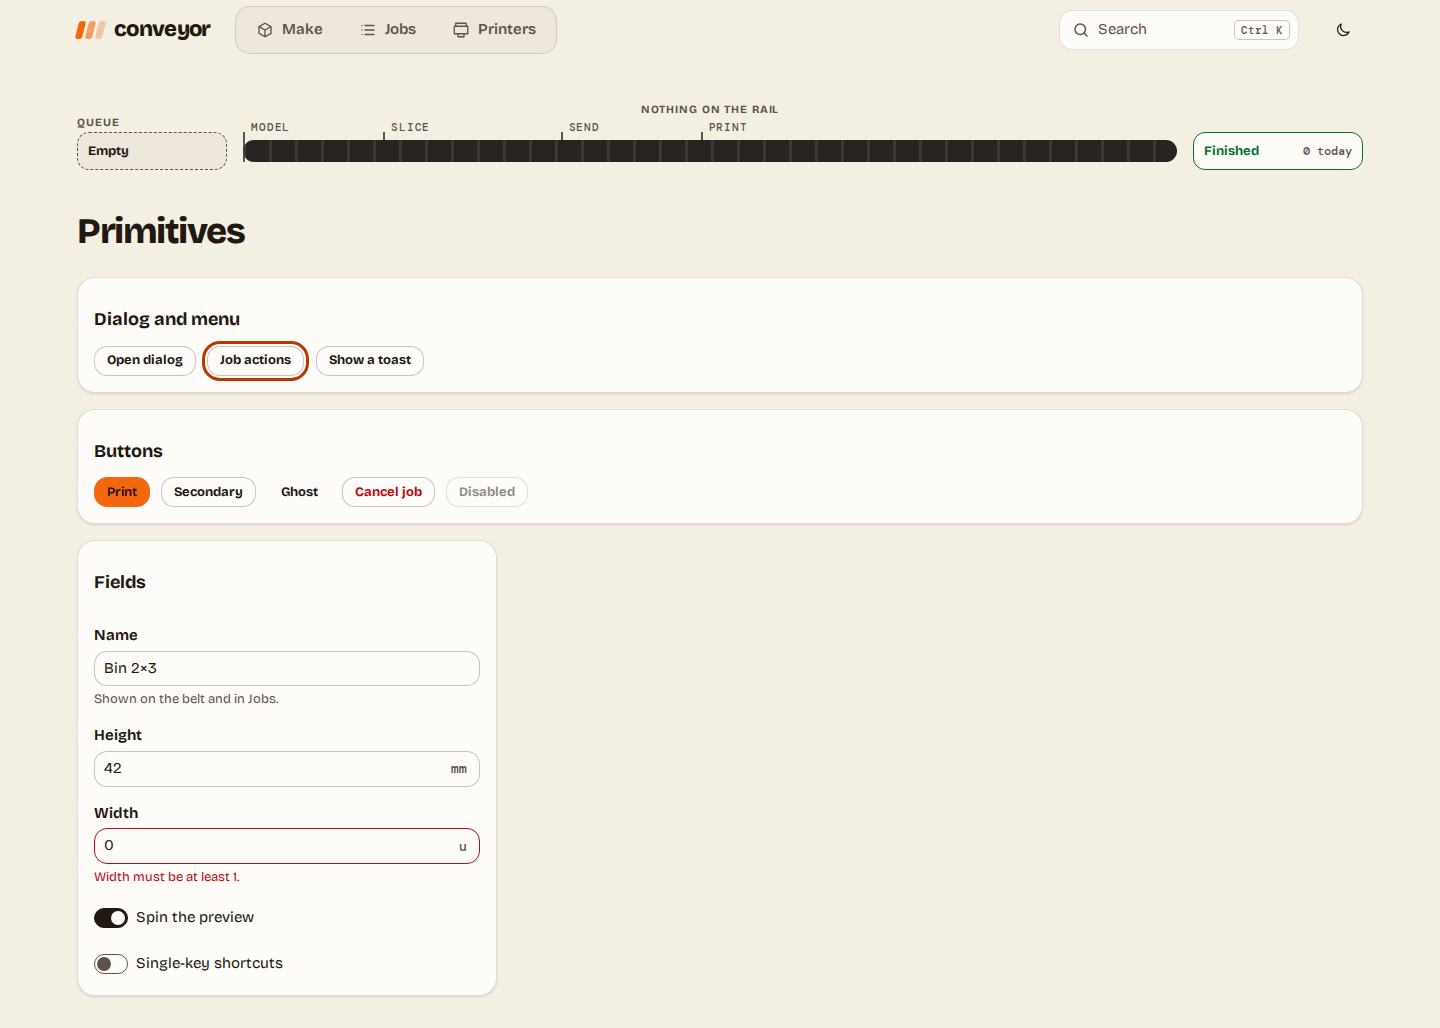 conveyor
Make
Jobs
Printers
Search
Ctrl K
NOTHING ON THE RAIL
QUEUE
MODEL
SLICE
SEND
PRINT
Empty
Finished
0 today
Primitives
Dialog and menu
Open dialog
Job actions
Show a toast
Buttons
Print
Secondary
Ghost
Cancel job
Disabled
Fields
Name
Bin 2×3
Shown on the belt and in Jobs.
Height
42
mm
Width
0
u
Width must be at least 1.
Spin the preview
Single-key shortcuts